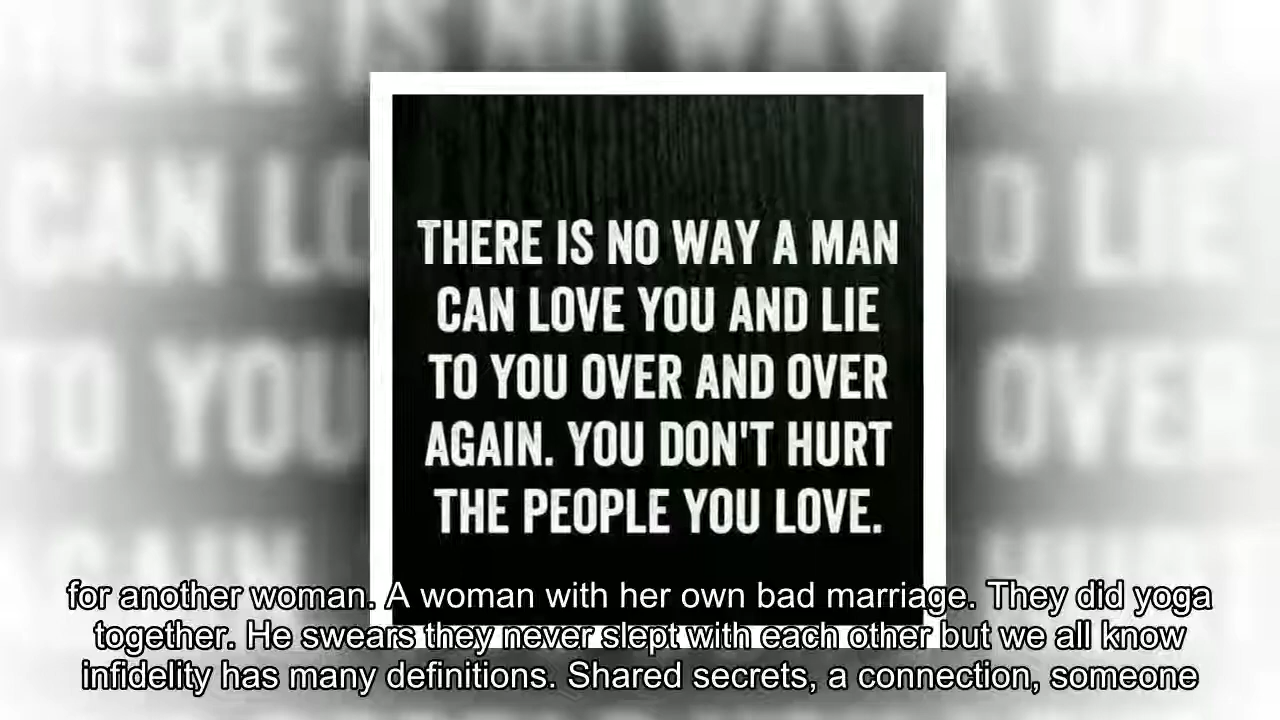 THERE IS NO WAY A MAN
CAN LOVE YOU AND LIE
TO YOU OVER AND OVER
AGAIN. YOU DON'T HURT
THE PEOPLE YOU LOVE.
for another woman. A woman with her own bad marriage. They did yoga
together. He swears they never slept with each other but we all know
infidelity has many definitions. Shared secrets, a connection, someone